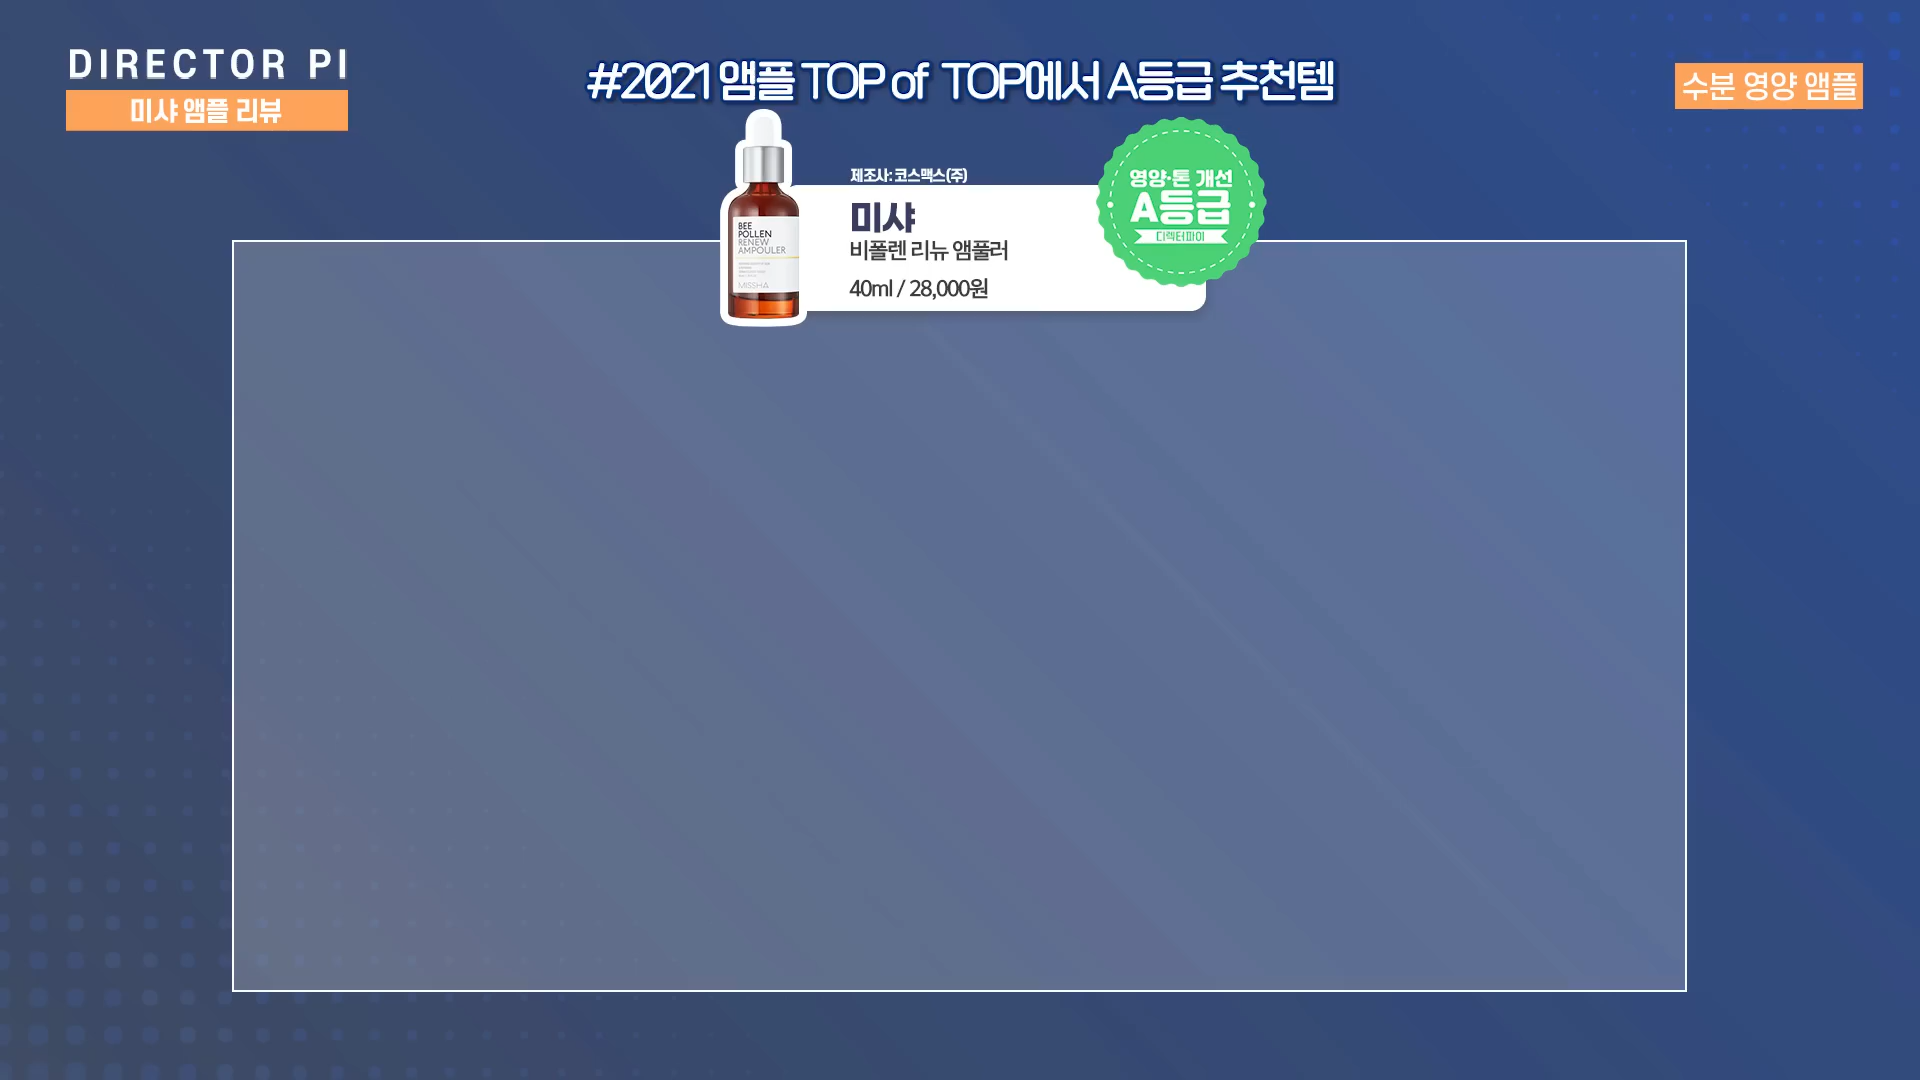 DIRECTOR PI
미샤 앰플 리뷰
#2021 앰플 TOP of TOP에서 A등급 추천템
수분 영양 앰플
제조사: 코스맥스(주)
미샤
비폴렌 리뉴 앰풀러
40ml / 28,000원
영양·톤 개선
A등급
디렉터파이
BEE
POLLEN
RENEW
AMPOULER
MISSHA